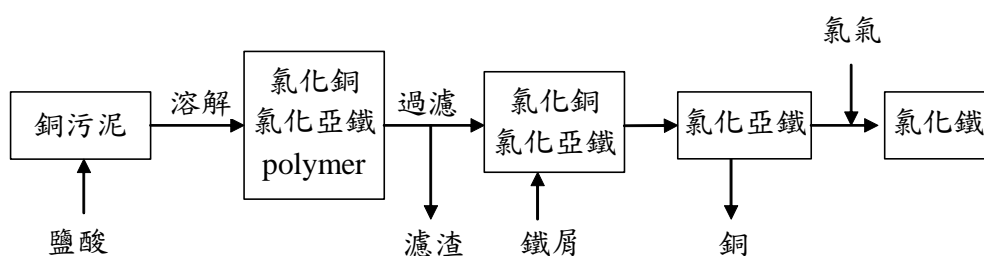 氯氣
銅污泥
溶解
氯化銅
氯化亞鐵
polymer
過濾
氯化銅
氯化亞鐵
氯化亞鐵
氯化鐵
鹽酸
濾渣
鐵屑
銅